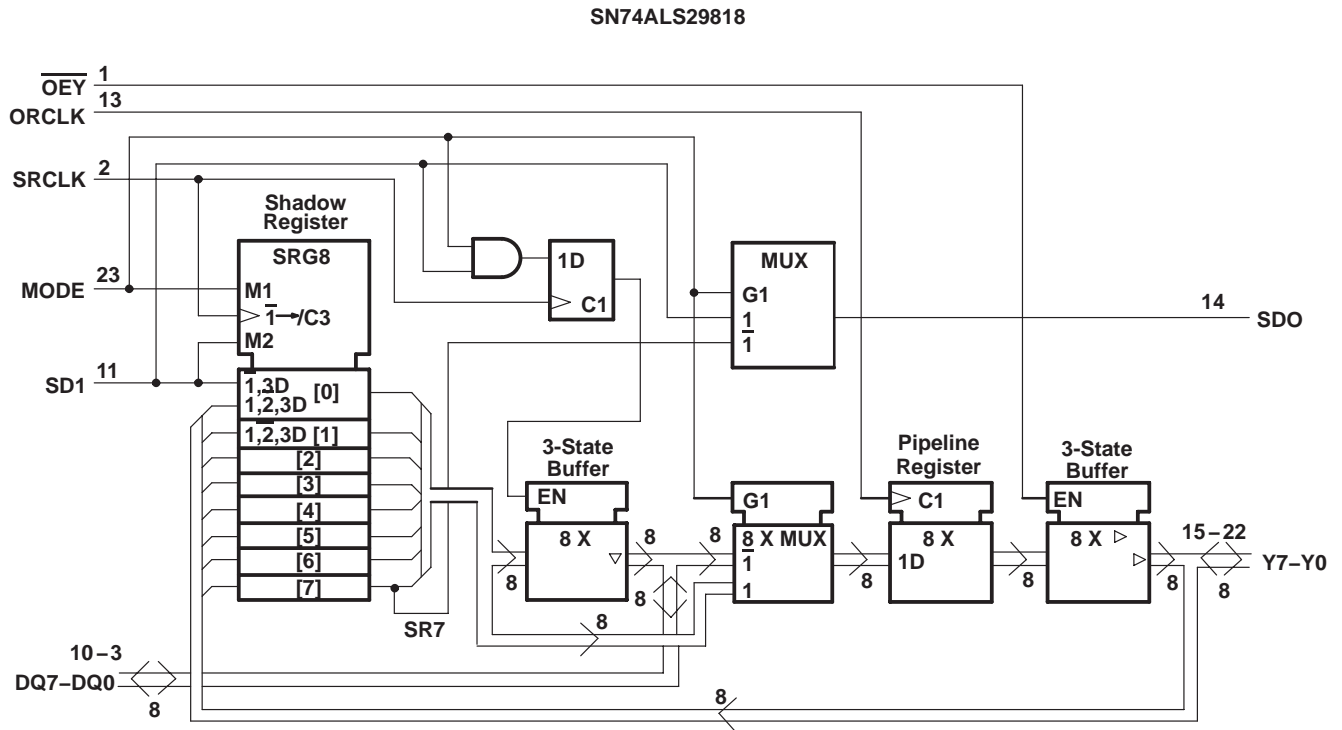 SN74ALS29818
OEY 1
ORCLK 13
SRCLK 2
Shadow
Register
SRG8
MODE 23
M1
1→/C3
M2
SD1 11
1,3D
1,2,3D [0]
1,2,3D [1]
[2]
[3]
[4]
[5]
[6]
[7]
SR7
1D
C1
MUX
G1
1
1
14
SDO
3-State
Buffer
EN
8 X
8
8
8
8
8
G1
8 X MUX
1
1
8
Pipeline
Register
C1
8 X
1D
8
3-State
Buffer
EN
8 X
8
15–22
Y7–Y0
8
10–3
DQ7–DQ0
8
8